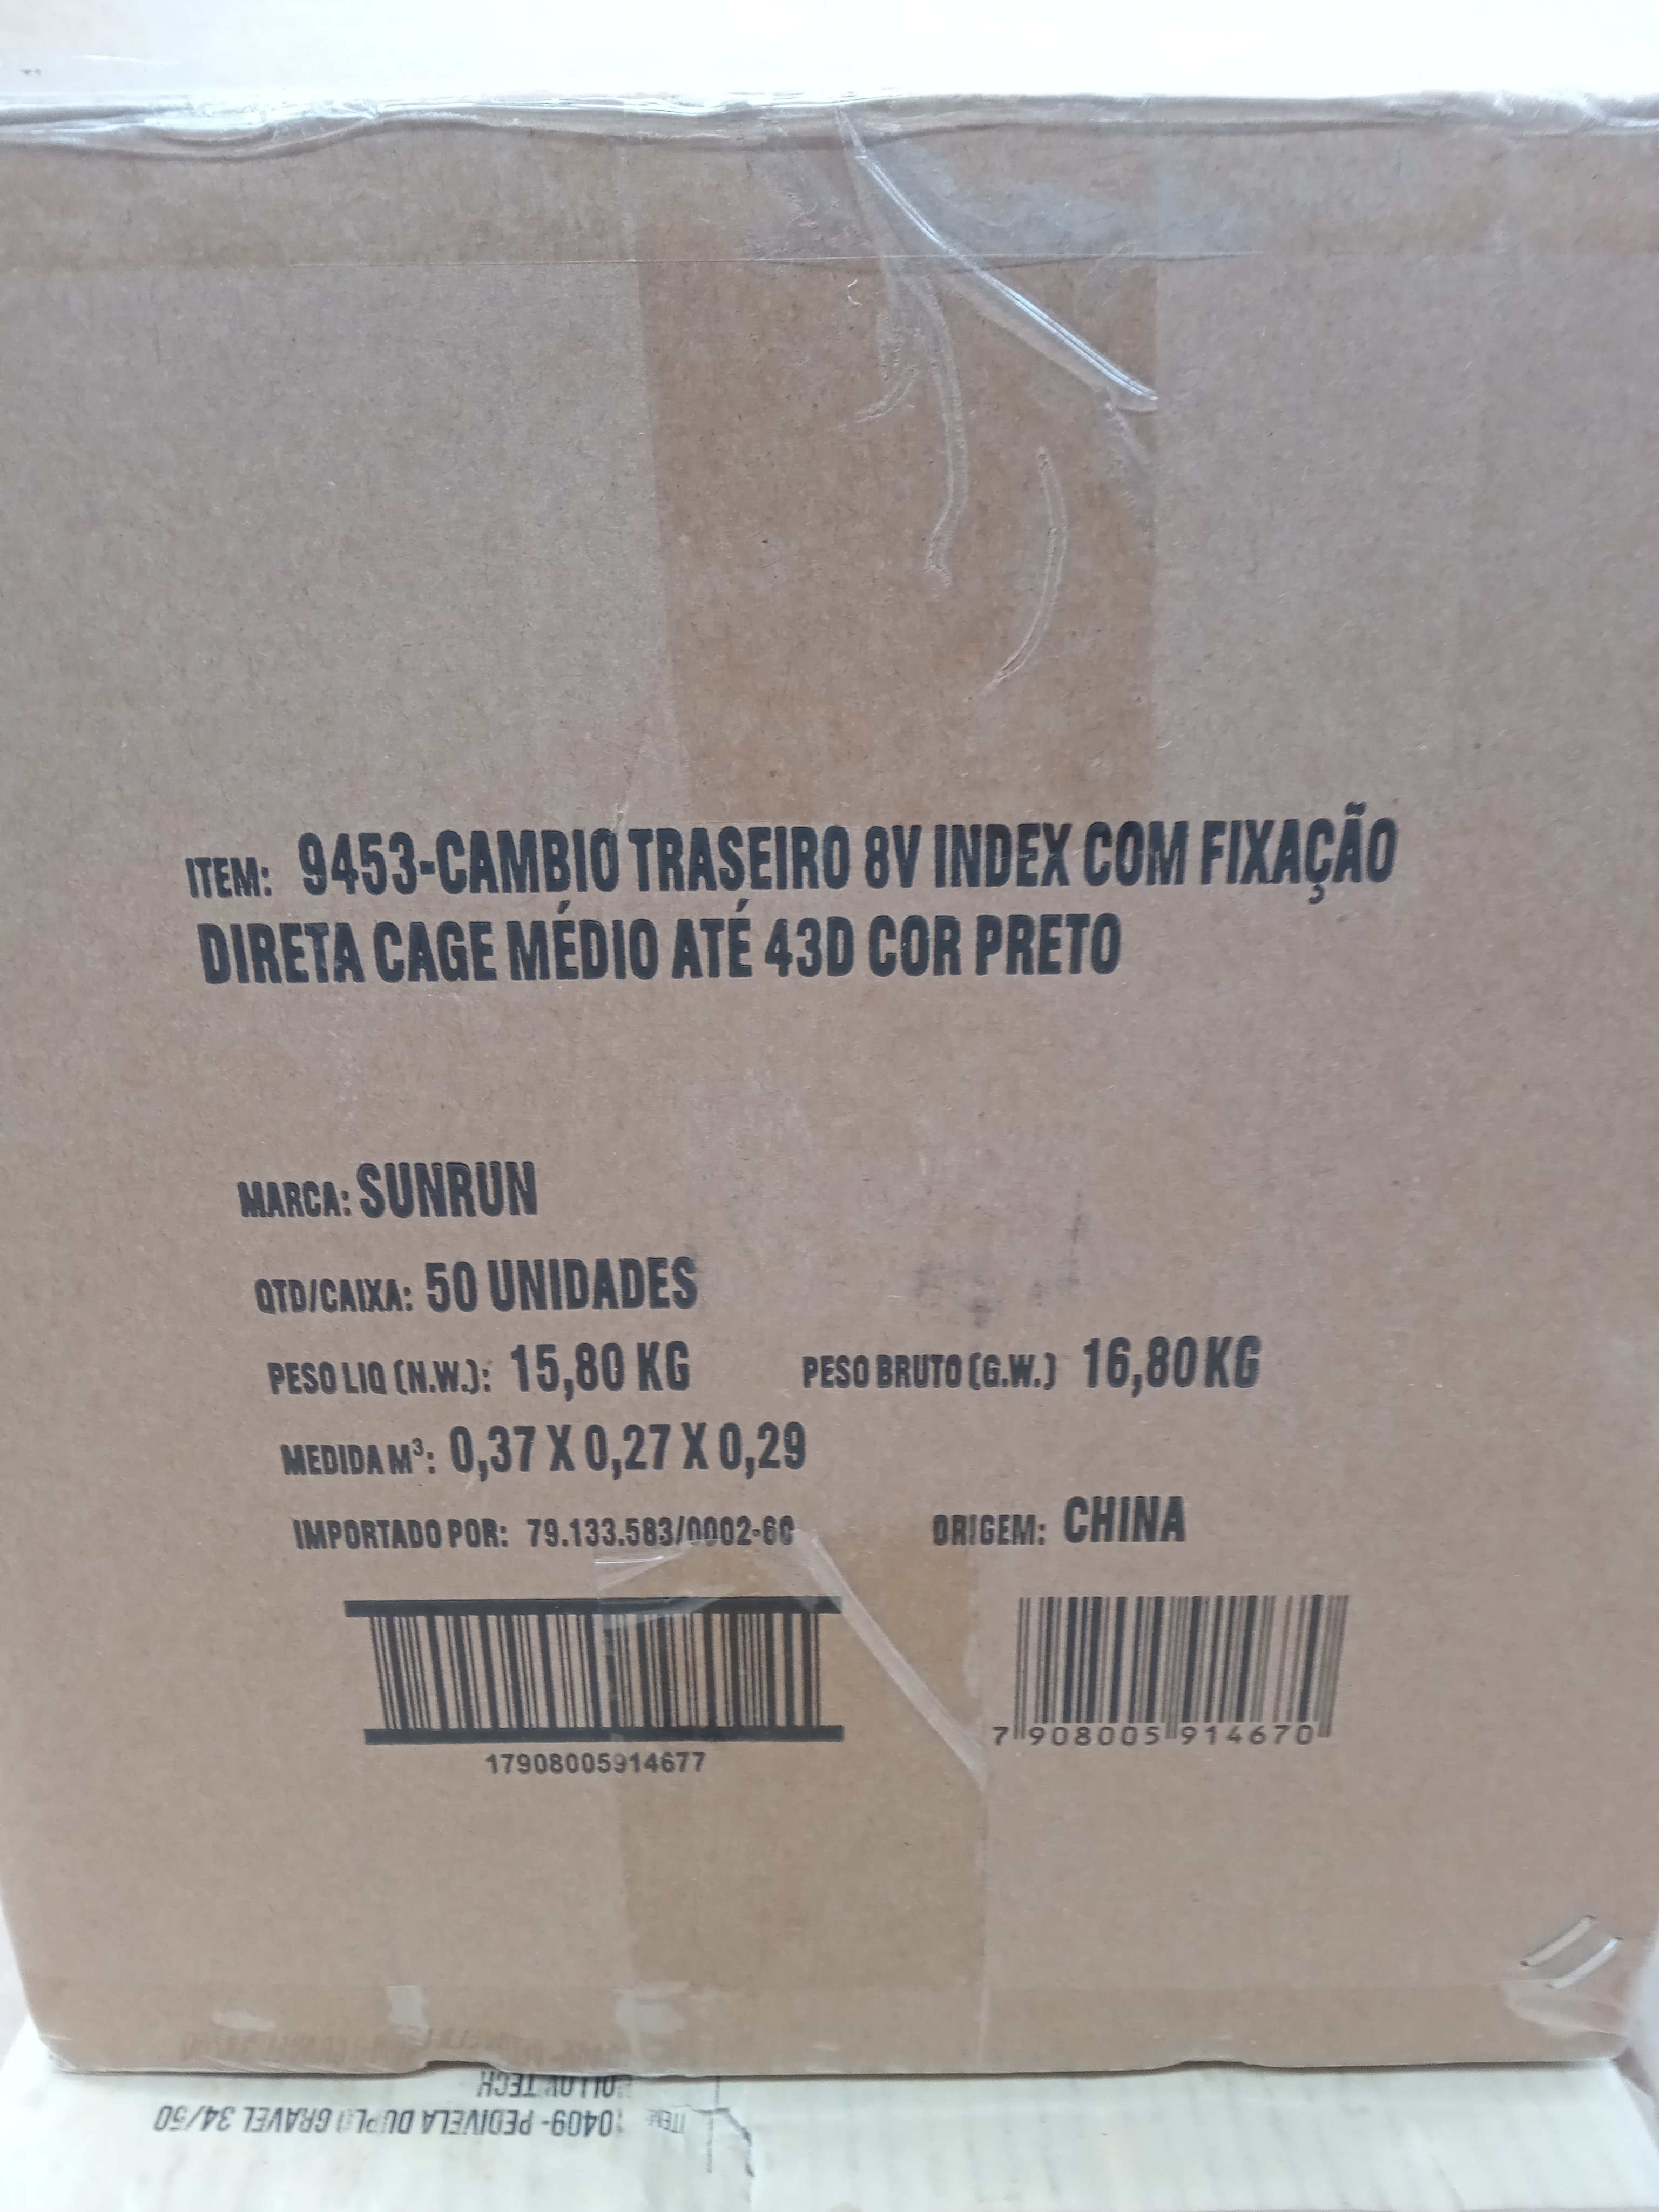 ITEM: 9453-CAMBIO TRASEIRO 8V INDEX COM FIXAÇÃO
DIRETA CAGE MÉDIO ATÉ 43D COR PRETO
MARCA: SUNRUN
QTD/CAIXA: 50 UNIDADES
PESO LIQ (N.W.): 15,80 KG PESO BRUTO (G.W.) 16,80 KG
MEDIDA M³: 0,37 X 0,27 X 0,29
IMPORTADO POR: 79.133.583/0002-60 ORIGEM: CHINA
17908005914677
7 908005 914670
ITEM: 0409- PEDIVELA DUPLO GRAVEL 34/50
TECH